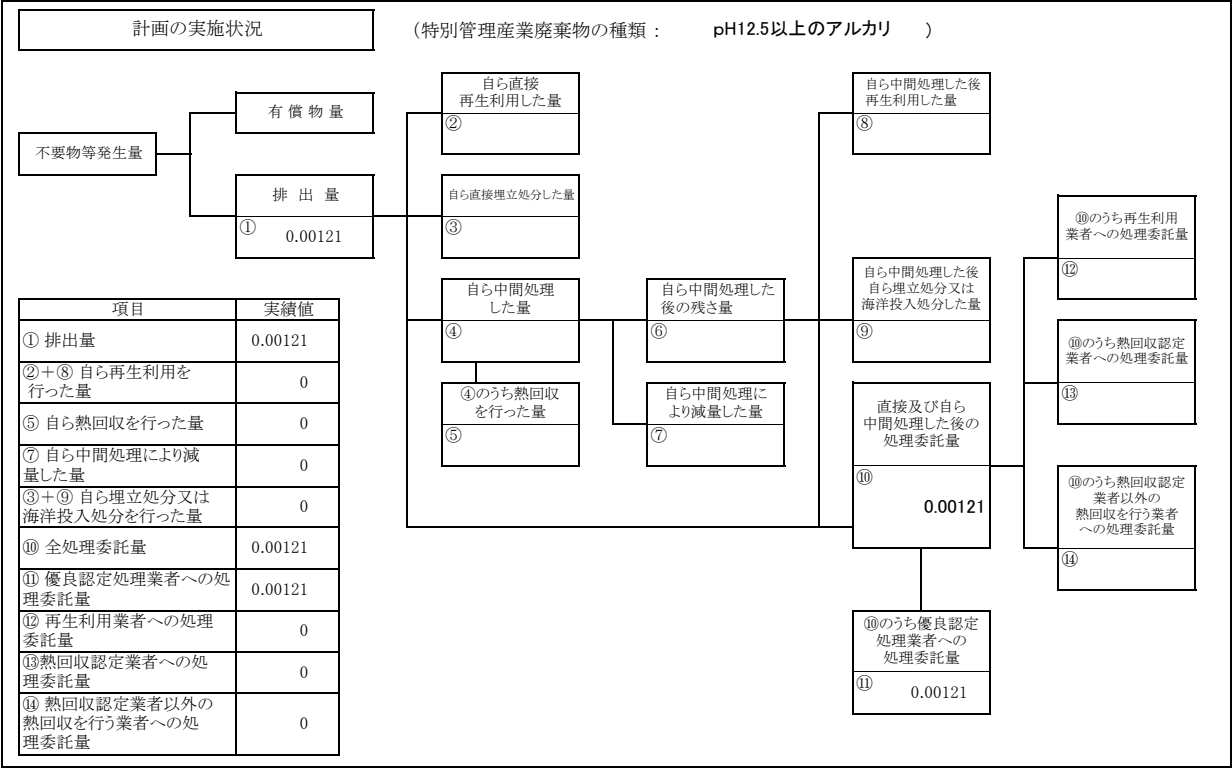 計画の実施状況
（特別管理産業廃棄物の種類： pH12.5以上のアルカリ ）
不要物等発生量
有 償 物 量
排 出 量
① 0.00121
自ら直接
再生利用した量
②
自ら直接埋立処分した量
③
自ら中間処理
した量
④
④のうち熱回収
を行った量
⑤
自ら中間処理した
後の残さ量
⑥
自ら中間処理に
より減量した量
⑦
自ら中間処理した後
再生利用した量
⑧
自ら中間処理した後
自ら埋立処分又は
海洋投入処分した量
⑨
直接及び自ら
中間処理した後の
処理委託量
⑩
0.00121
⑩のうち優良認定
処理業者への
処理委託量
⑪ 0.00121
⑩のうち再生利用
業者への処理委託量
⑫
⑩のうち熱回収認定
業者への処理委託量
⑬
⑩のうち熱回収認定
業者以外の
熱回収を行う業者
への処理委託量
⑭
項目 実績値
① 排出量 0.00121
②＋⑧ 自ら再生利用を
行った量 0
⑤ 自ら熱回収を行った量 0
⑦ 自ら中間処理により減
量した量 0
③＋⑨ 自ら埋立処分又は
海洋投入処分を行った量 0
⑩ 全処理委託量 0.00121
⑪ 優良認定処理業者への処
理委託量 0.00121
⑫ 再生利用業者への処理
委託量 0
⑬熱回収認定業者への処
理委託量 0
⑭ 熱回収認定業者以外の
熱回収を行う業者への処
理委託量 0